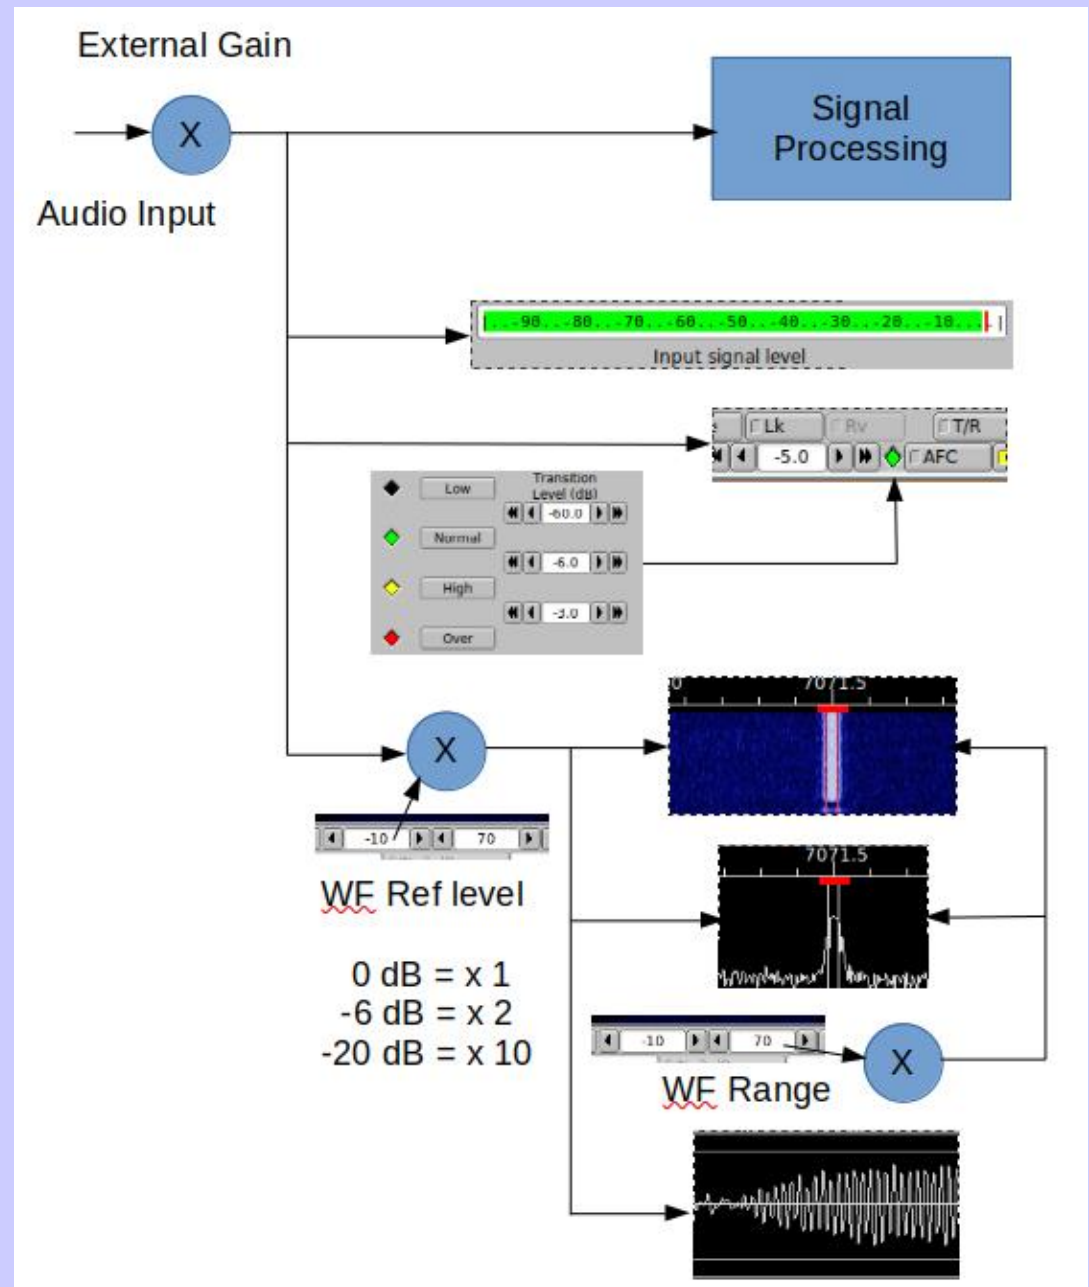 External Gain
X
Signal
Processing
Audio Input
|..-90..-80..-70..-60..-50..-40..-30..-20..-10...|
Input signal level
Lk Rv T/R
-5.0 AFC
Transition
Level (dB)
Low
-60.0
Normal
-6.0
High
-3.0
Over
0 7071.5
X
-10 70
WF Ref level
7071.5
0 dB = x 1
-6 dB = x 2
-20 dB = x 10
-10 70
X
WF Range